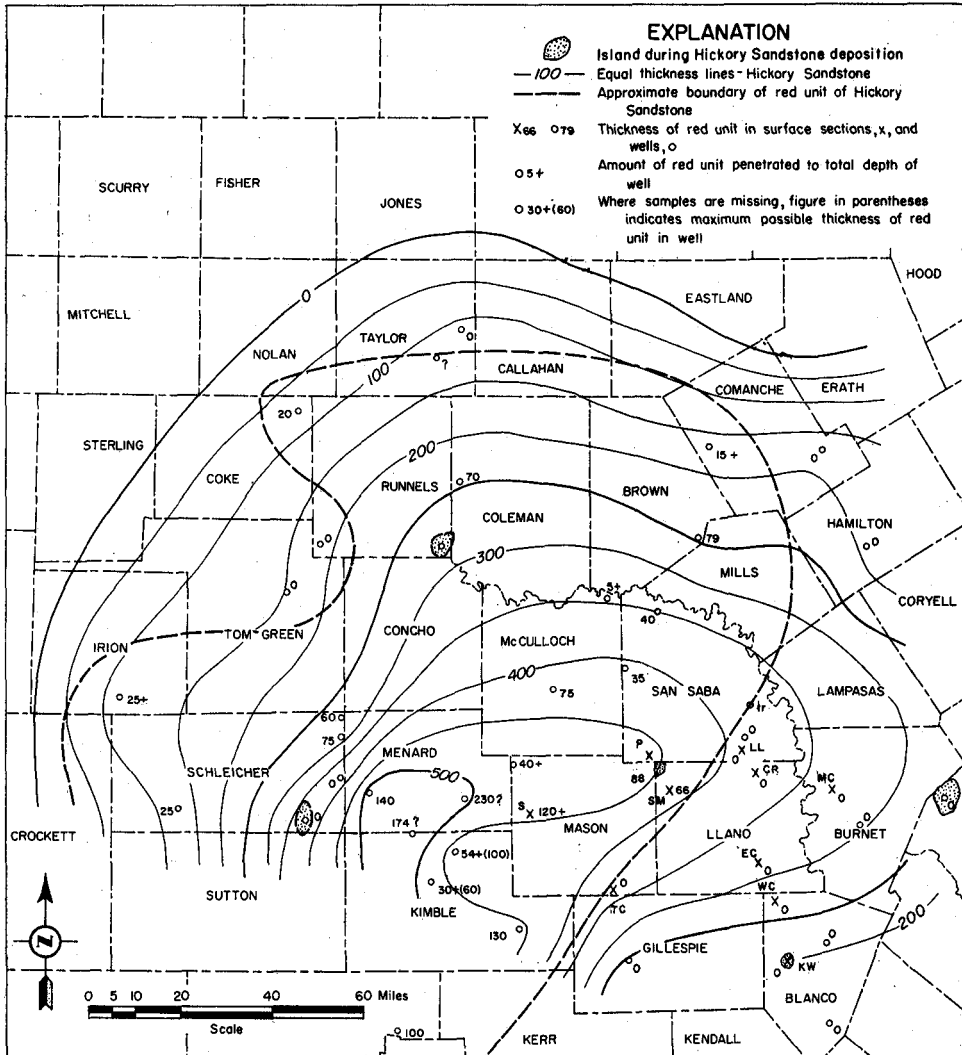 EXPLANATION
Island during Hickory Sandstone deposition
100 Equal thickness lines - Hickory Sandstone
Approximate boundary of red unit of Hickory
Sandstone
X66 O79 Thickness of red unit in surface sections, x, and
wells, o
O 5+ Amount of red unit penetrated to total depth of
well
O 30+(60) Where samples are missing, figure in parentheses
indicates maximum possible thickness of red
unit in well
SCURRY
FISHER
JONES
HOOD
EASTLAND
MITCHELL
0
NOLAN
TAYLOR
O
O
O ?
100
CALLAHAN
COMANCHE
ERATH
20 O
STERLING
COKE
200
RUNNELS
O 70
COLEMAN
BROWN
O 15+
O O
HAMILTON
O O
O 79
300
MILLS
CORYELL
O O
O O
IRION
TOM GREEN
CONCHO
5+
40 O
McCULLOCH
400
O 75
35
SAN SABA
LAMPASAS
O 25+
60 O
75 O
O O
SCHLEICHER
25 O
MENARD
500
140
230?
174?
40+
S
120+
P
88
SM
66
MASON
LL
GR
MC
LLANO
BURNET
CROCKETT
SUTTON
54+(100)
30+(60)
KIMBLE
130
TC
EC
WC
GILLESPIE
200
KW
BLANCO
N
0 5 10 20 40 60 Miles
Scale
O 100
KERR
KENDALL